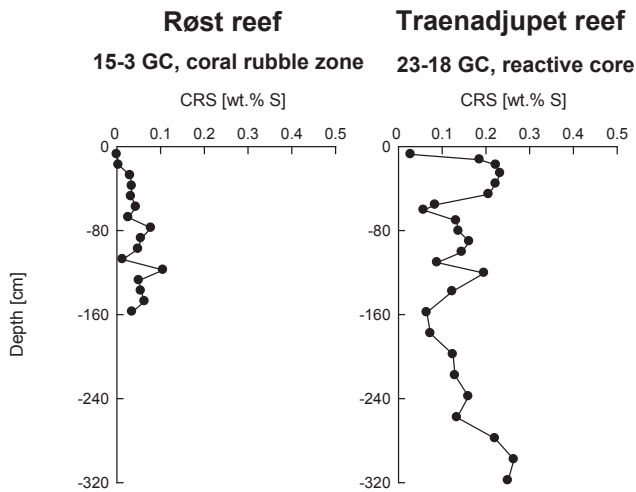 Røst reef
15-3 GC, coral rubble zone
CRS [wt.% S]
0 0.1 0.2 0.3 0.4 0.5
Traenadjupet reef
23-18 GC, reactive core
CRS [wt.% S]
0 0.1 0.2 0.3 0.4 0.5
Depth [cm]
0
-80
-160
-240
-320
0
-80
-160
-240
-320